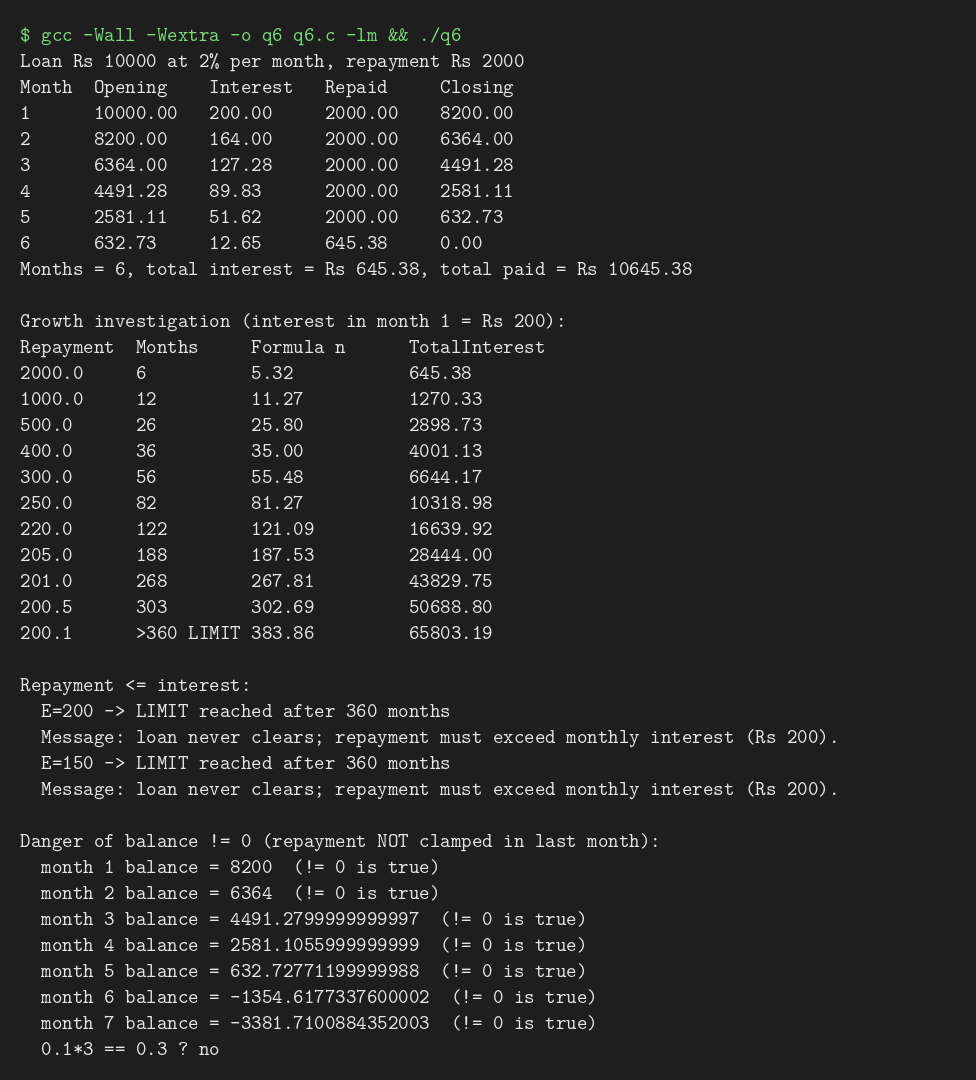 $ gcc -Wall -Wextra -o q6 q6.c -lm && ./q6
Loan Rs 10000 at 2% per month, repayment Rs 2000
Month  Opening    Interest   Repaid     Closing
1      10000.00   200.00     2000.00    8200.00
2      8200.00    164.00     2000.00    6364.00
3      6364.00    127.28     2000.00    4491.28
4      4491.28    89.83      2000.00    2581.11
5      2581.11    51.62      2000.00    632.73
6      632.73     12.65      645.38     0.00
Months = 6, total interest = Rs 645.38, total paid = Rs 10645.38

Growth investigation (interest in month 1 = Rs 200):
Repayment  Months     Formula n      TotalInterest
2000.0     6          5.32           645.38
1000.0     12         11.27          1270.33
500.0      26         25.80          2898.73
400.0      36         35.00          4001.13
300.0      56         55.48          6644.17
250.0      82         81.27          10318.98
220.0      122        121.09         16639.92
205.0      188        187.53         28444.00
201.0      268        267.81         43829.75
200.5      303        302.69         50688.80
200.1      >360 LIMIT 383.86         65803.19

Repayment <= interest:
  E=200 -> LIMIT reached after 360 months
  Message: loan never clears; repayment must exceed monthly interest (Rs 200).
  E=150 -> LIMIT reached after 360 months
  Message: loan never clears; repayment must exceed monthly interest (Rs 200).

Danger of balance != 0 (repayment NOT clamped in last month):
  month 1 balance = 8200  (!= 0 is true)
  month 2 balance = 6364  (!= 0 is true)
  month 3 balance = 4491.2799999999997  (!= 0 is true)
  month 4 balance = 2581.1055999999999  (!= 0 is true)
  month 5 balance = 632.72771199999988  (!= 0 is true)
  month 6 balance = -1354.6177337600002  (!= 0 is true)
  month 7 balance = -3381.7100884352003  (!= 0 is true)
  0.1*3 == 0.3 ? no